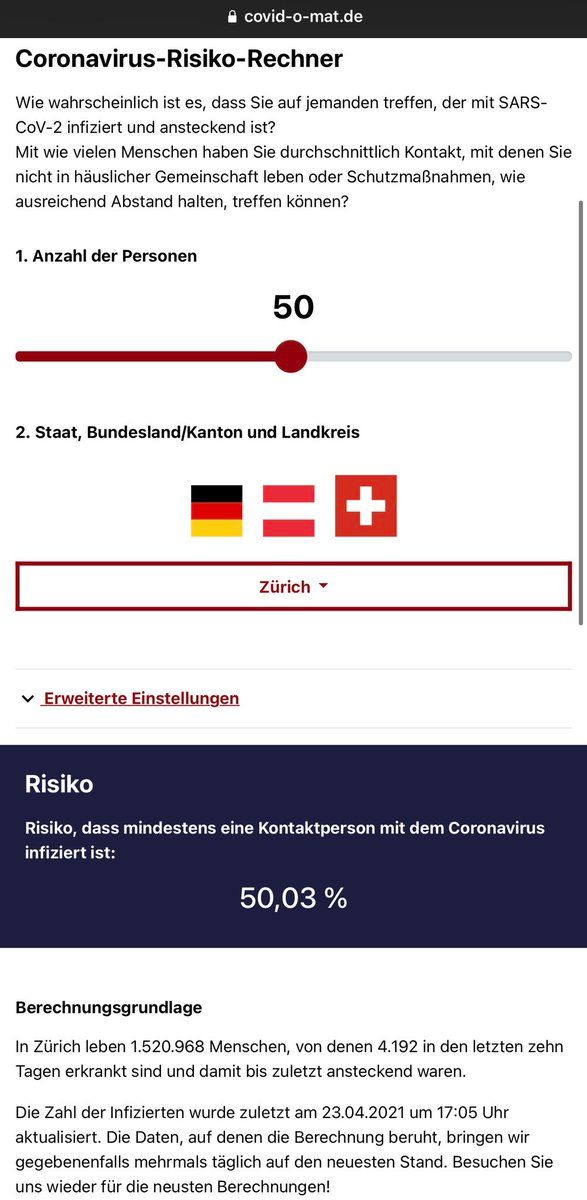 covid-o-mat.de
Coronavirus-Risiko-Rechner
Wie wahrscheinlich ist es, dass Sie auf jemanden treffen, der mit SARS-
CoV-2 infiziert und ansteckend ist?
Mit wie vielen Menschen haben Sie durchschnittlich Kontakt, mit denen Sie
nicht in häuslicher Gemeinschaft leben oder Schutzmaßnahmen, wie
ausreichend Abstand halten, treffen können?
1. Anzahl der Personen
50
2. Staat, Bundesland/Kanton und Landkreis
Zürich
Erweiterte Einstellungen
Risiko
Risiko, dass mindestens eine Kontaktperson mit dem Coronavirus
infiziert ist:
50,03 %
Berechnungsgrundlage
In Zürich leben 1.520.968 Menschen, von denen 4.192 in den letzten zehn
Tagen erkrankt sind und damit bis zuletzt ansteckend waren.
Die Zahl der Infizierten wurde zuletzt am 23.04.2021 um 17:05 Uhr
aktualisiert. Die Daten, auf denen die Berechnung beruht, bringen wir
gegebenenfalls mehrmals täglich auf den neuesten Stand. Besuchen Sie
uns wieder für die neusten Berechnungen!